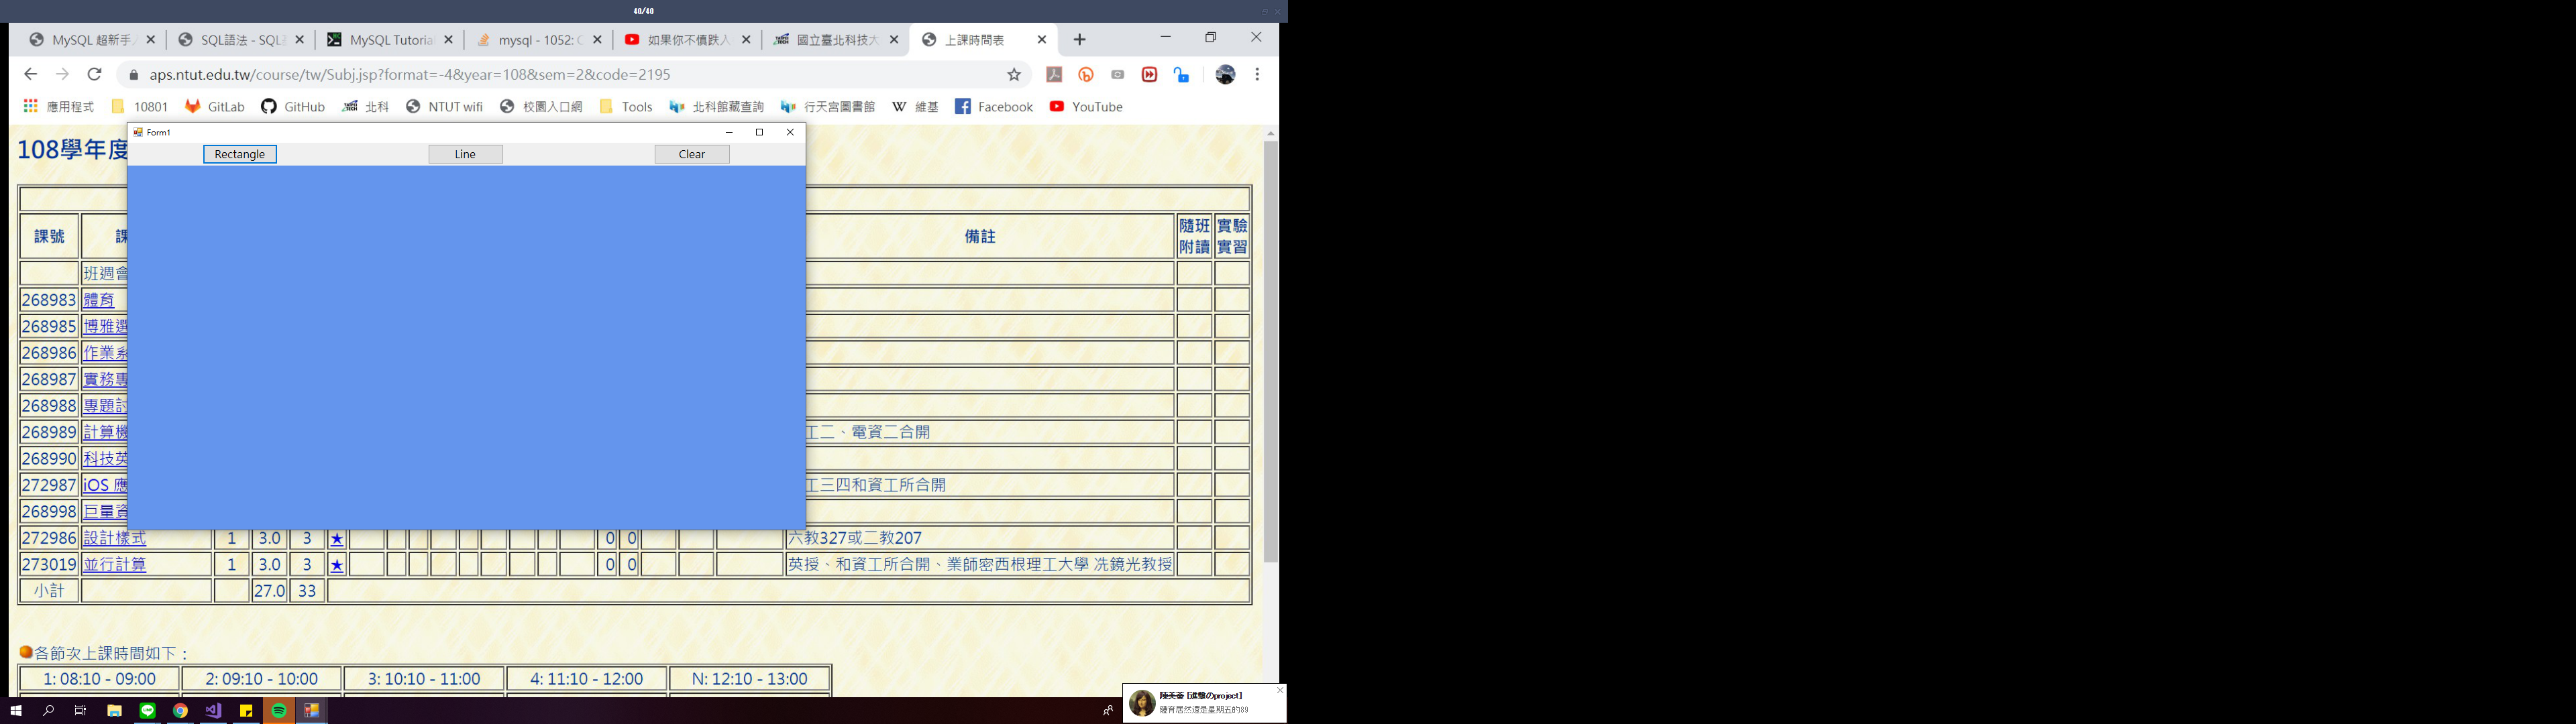 40/40
MySQL 超新手入
SQL語法 - SQL語
MySQL Tutorial
mysql - 1052: C
如果你不慎跌入
國立臺北科技大
上課時間表
aps.ntut.edu.tw/course/tw/Subj.jsp?format=-4&year=108&sem=2&code=2195
應用程式 10801 GitLab GitHub 北科 NTUT wifi 校園入口網 Tools 北科館藏查詢 行天宮圖書館 維基 Facebook YouTube
Form1
Rectangle Line Clear
108學年度
課號 課 備註 隨班附讀 實驗實習
班週會
268983 體育
268985 博雅選
268986 作業系
268987 實務專
268988 專題討
268989 計算機 工二、電資二合開
268990 科技英
272987 iOS 應 工三四和資工所合開
268998 巨量資
272986 設計樣式 1 3.0 3 ★ 0 0 六教327或二教207
273019 並行計算 1 3.0 3 ★ 0 0 英授、和資工所合開、業師密西根理工大學 冼鏡光教授
小計 27.0 33
各節次上課時間如下：
1: 08:10 - 09:00 2: 09:10 - 10:00 3: 10:10 - 11:00 4: 11:10 - 12:00 N: 12:10 - 13:00
[進擊のproject]
體育居然還是星期五的89